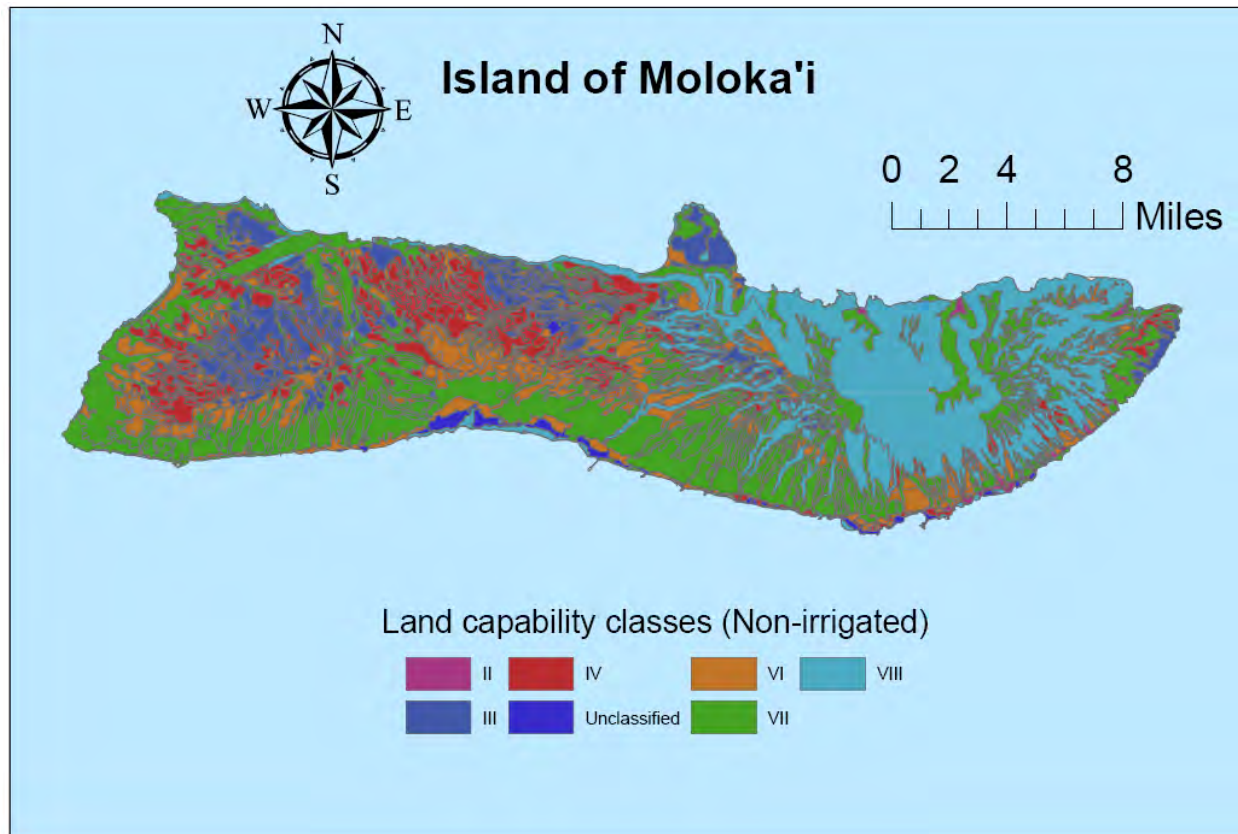 N
Island of Moloka'i
W E
S
0 2 4 8
Miles
Land capability classes (Non-irrigated)
II IV VI VIII
III Unclassified VII